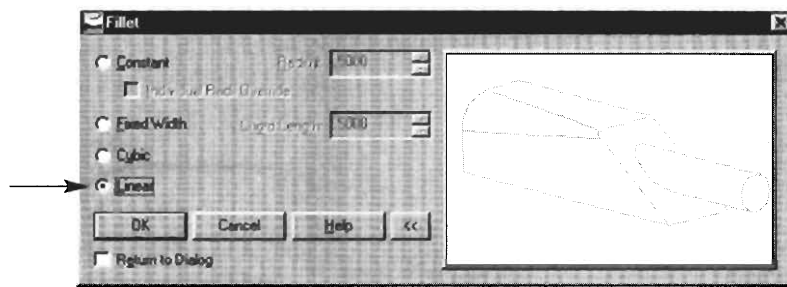 Fillet
Constant Radius: .5000
Individual Radii Override
Fixed Width Chord Length: .5000
Cubic
Linear
OK Cancel Help <<
Return to Dialog